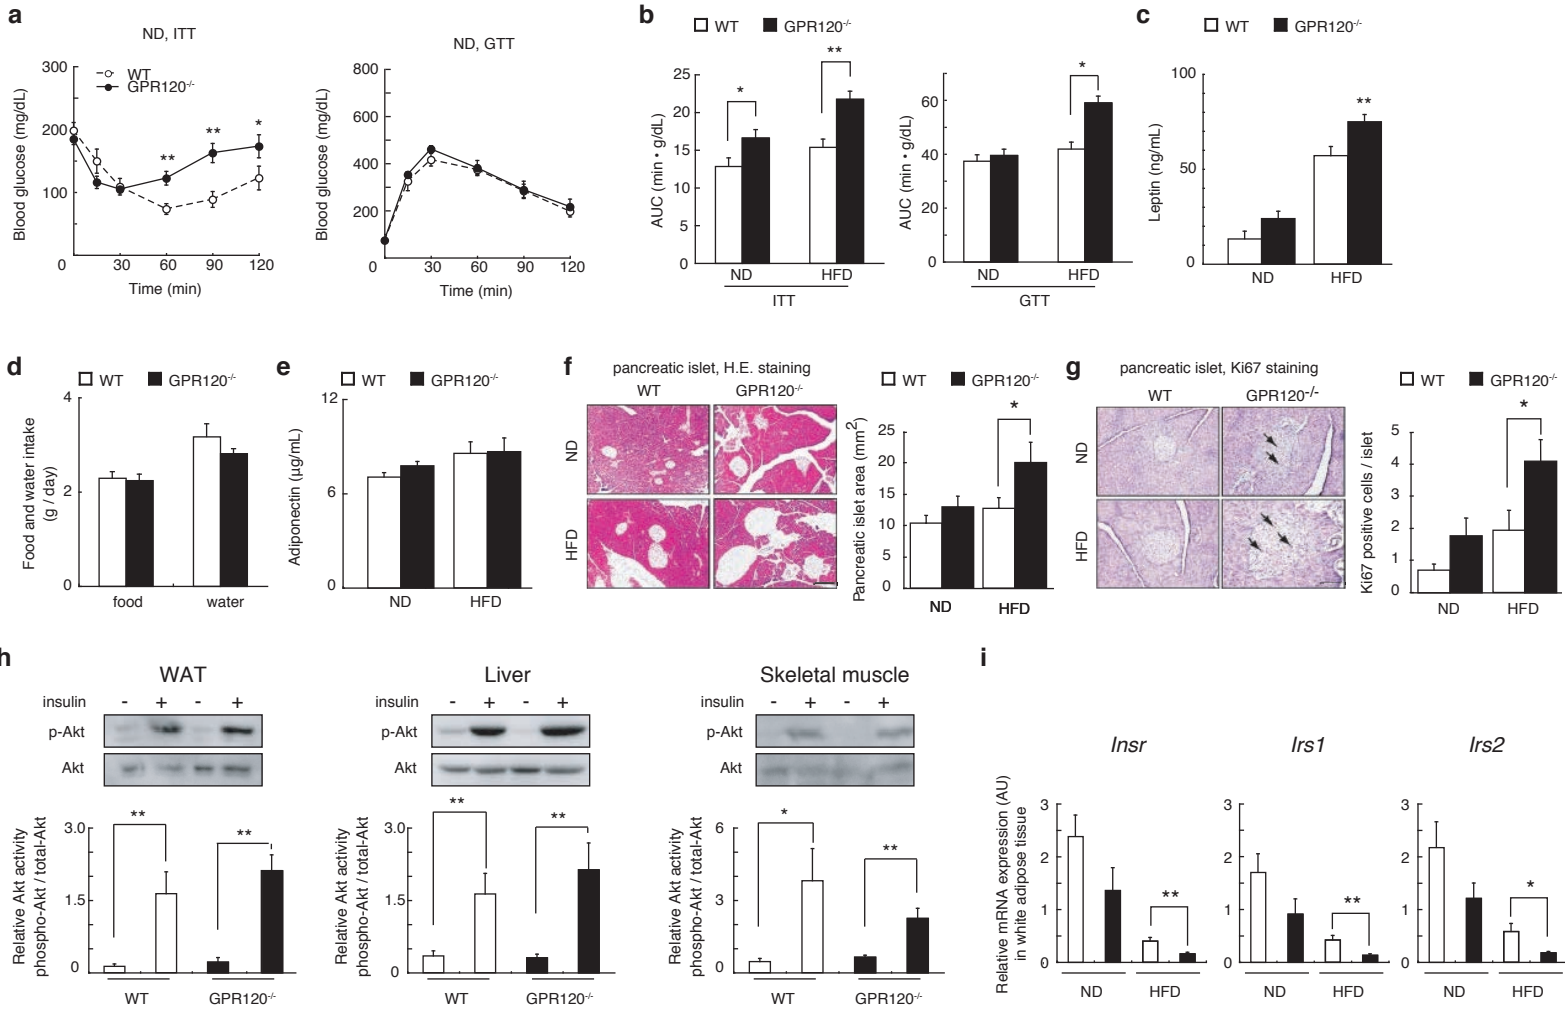 a
ND, ITT
WT
GPR120-/-
Blood glucose (mg/dL)
300
200
100
0
**
**
*
30
60
90
120
Time (min)
ND, GTT
Blood glucose (mg/dL)
800
600
400
200
0
30
60
90
120
Time (min)
b
WT
GPR120-/-
AUC (min • g/dL)
25
20
15
10
5
0
*
**
ND
HFD
ITT
AUC (min • g/dL)
60
40
20
0
*
ND
HFD
GTT
c
WT
GPR120-/-
Leptin (ng/mL)
100
50
0
**
ND
HFD
d
WT
GPR120-/-
Food and water intake
(g / day)
4
2
0
food
water
e
WT
GPR120-/-
Adiponectin (µg/mL)
12
6
0
ND
HFD
f
pancreatic islet, H.E. staining
WT
GPR120-/-
ND
HFD
WT
GPR120-/-
Pancreatic islet area (mm2)
25
20
15
10
5
0
*
ND
HFD
g
pancreatic islet, Ki67 staining
WT
GPR120-/-
ND
HFD
WT
GPR120-/-
Ki67 positive cells / islet
5
4
3
2
1
0
*
ND
HFD
h
WAT
insulin - + - +
p-Akt
Akt
Relative Akt activity
phospho-Akt / total-Akt
3.0
1.5
0
**
**
WT
GPR120-/-
Liver
insulin - + - +
p-Akt
Akt
Relative Akt activity
phospho-Akt / total-Akt
3.0
1.5
0
**
**
WT
GPR120-/-
Skeletal muscle
insulin - + - +
p-Akt
Akt
Relative Akt activity
phospho-Akt / total-Akt
6
3
0
*
**
WT
GPR120-/-
i
Relative mRNA expression (AU)
in white adipose tissue
Insr
3
2
1
0
**
ND
HFD
Irs1
3
2
1
0
**
ND
HFD
Irs2
3
2
1
0
*
ND
HFD